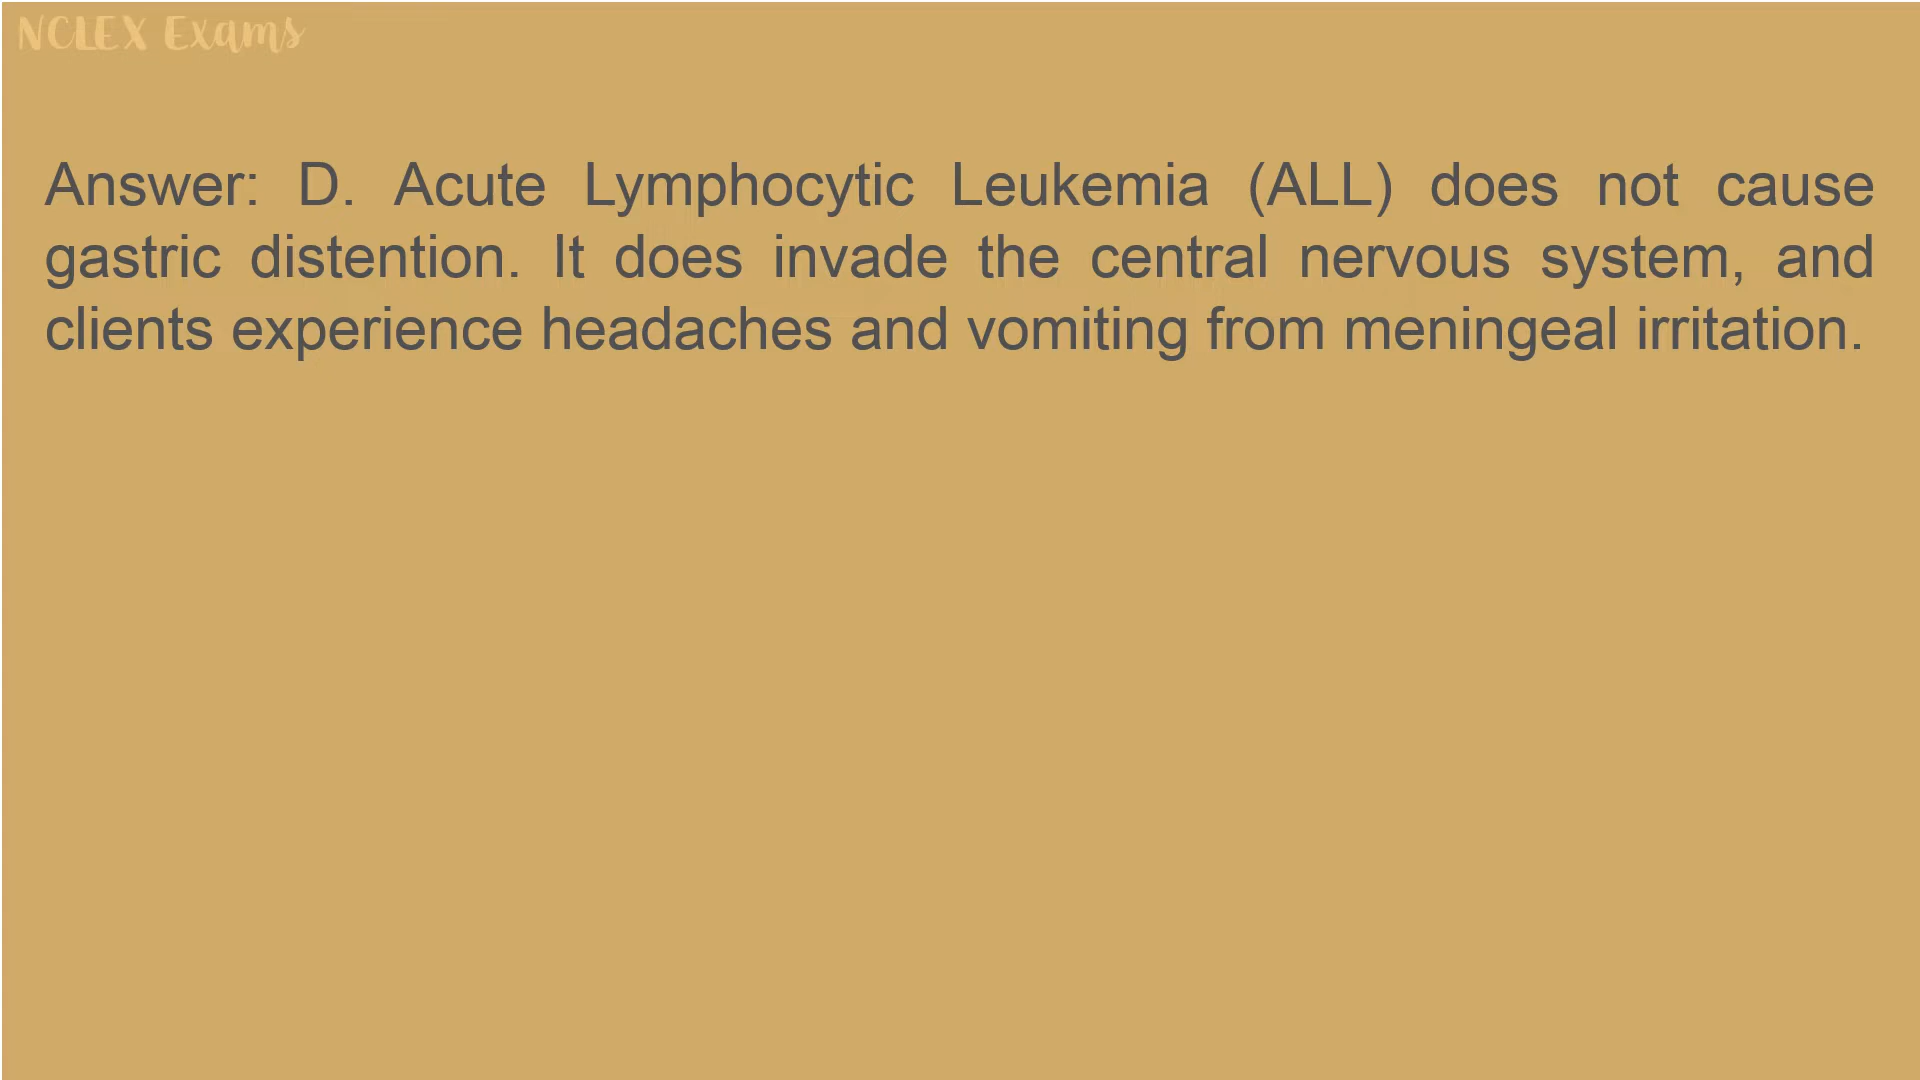 NCLEX Exams
Answer: D. Acute Lymphocytic Leukemia (ALL) does not cause
gastric distention. It does invade the central nervous system, and
clients experience headaches and vomiting from meningeal irritation.